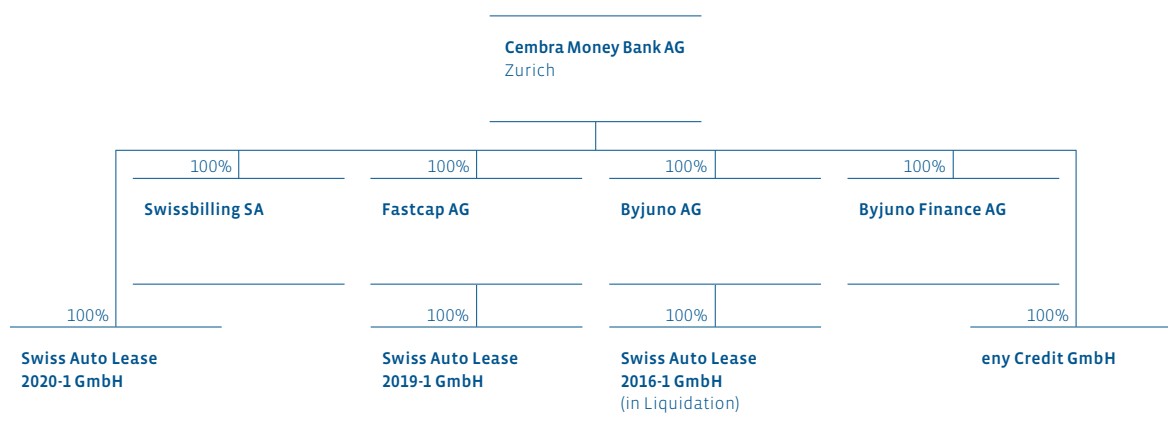 Cembra Money Bank AG
Zurich
100%
100%
100%
100%
Swissbilling SA
Fastcap AG
Byjuno AG
Byjuno Finance AG
100%
100%
100%
100%
Swiss Auto Lease
2020-1 GmbH
Swiss Auto Lease
2019-1 GmbH
Swiss Auto Lease
2016-1 GmbH
(in Liquidation)
eny Credit GmbH